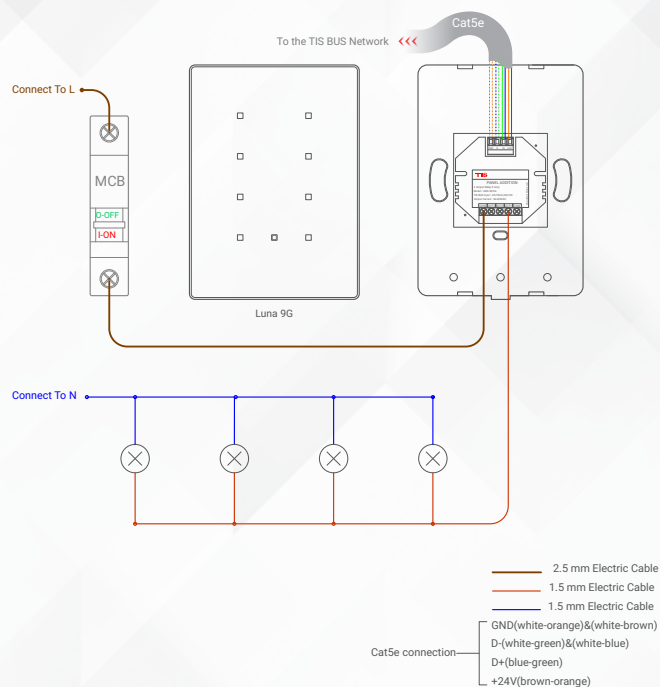 Cat5e
To the TIS BUS Network
Connect To L
MCB
O-OFF
I-ON
TIS
PANEL ADDITION
Luna 9G
Connect To N
2.5 mm Electric Cable
1.5 mm Electric Cable
1.5 mm Electric Cable
GND(white-orange)&(white-brown)
D-(white-green)&(white-blue)
Cat5e connection
D+(blue-green)
+24V(brown-orange)